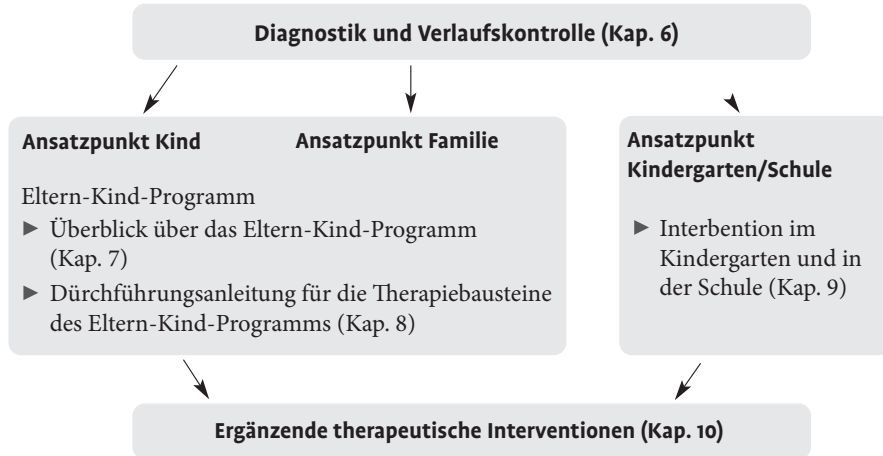 Diagnostik und Verlaufskontrolle (Kap. 6)
Ansatzpunkt Kind
Ansatzpunkt Familie
Eltern-Kind-Programm
▶ Überblick über das Eltern-Kind-Programm
(Kap. 7)
▶ Dürchführungsanleitung für die Therapiebausteine
des Eltern-Kind-Programms (Kap. 8)
Ansatzpunkt
Kindergarten/Schule
▶ Interbention im
Kindergarten und in
der Schule (Kap. 9)
Ergänzende therapeutische Interventionen (Kap. 10)